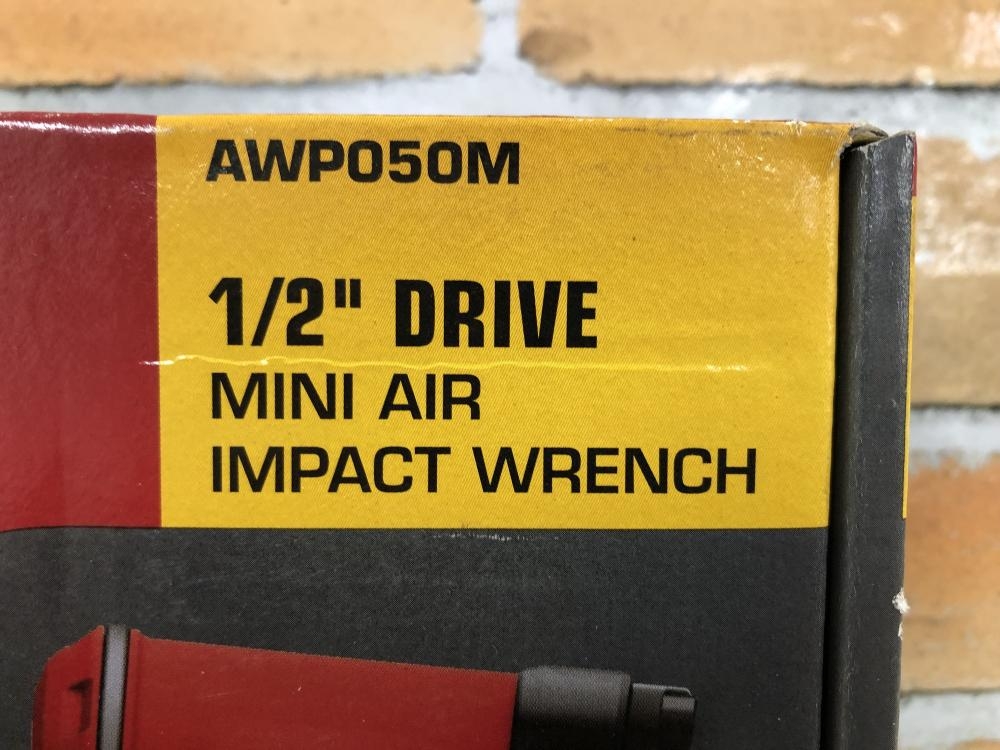 AWP050M
1/2" DRIVE
MINI AIR
IMPACT WRENCH